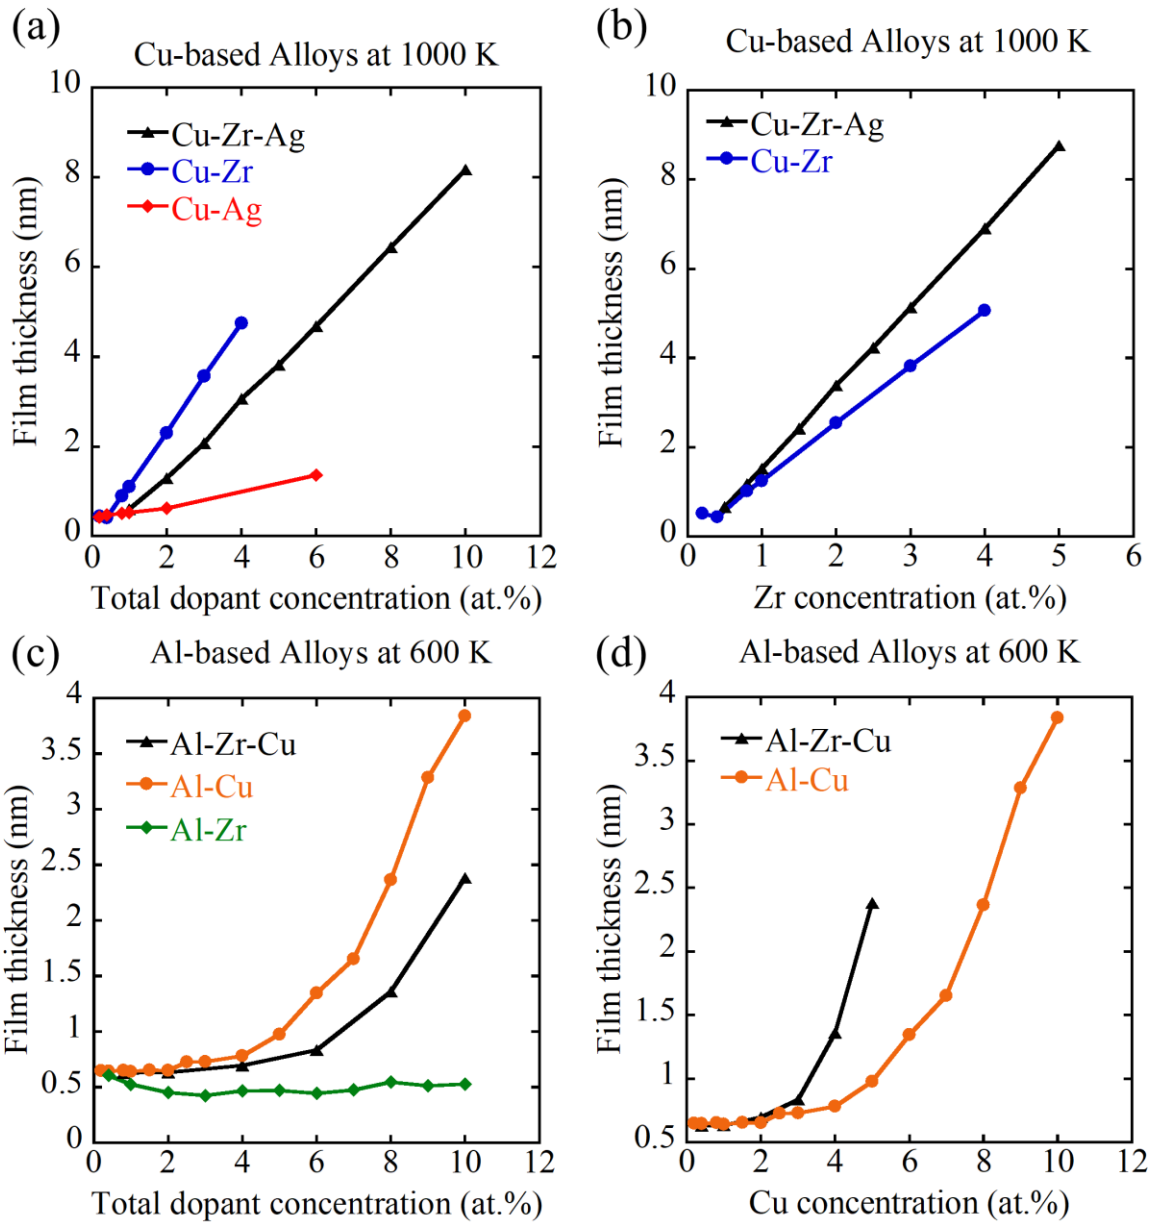 (a)
Cu-based Alloys at 1000 K
10
8
6
4
2
0
Film thickness (nm)
Cu-Zr-Ag
Cu-Zr
Cu-Ag
0 2 4 6 8 10 12
Total dopant concentration (at.%)
(b)
Cu-based Alloys at 1000 K
10
8
6
4
2
0
Film thickness (nm)
Cu-Zr-Ag
Cu-Zr
0 1 2 3 4 5 6
Zr concentration (at.%)
(c)
Al-based Alloys at 600 K
4
3.5
3
2.5
2
1.5
1
0.5
0
Film thickness (nm)
Al-Zr-Cu
Al-Cu
Al-Zr
0 2 4 6 8 10 12
Total dopant concentration (at.%)
(d)
Al-based Alloys at 600 K
4
3.5
3
2.5
2
1.5
1
0.5
Film thickness (nm)
Al-Zr-Cu
Al-Cu
0 2 4 6 8 10 12
Cu concentration (at.%)